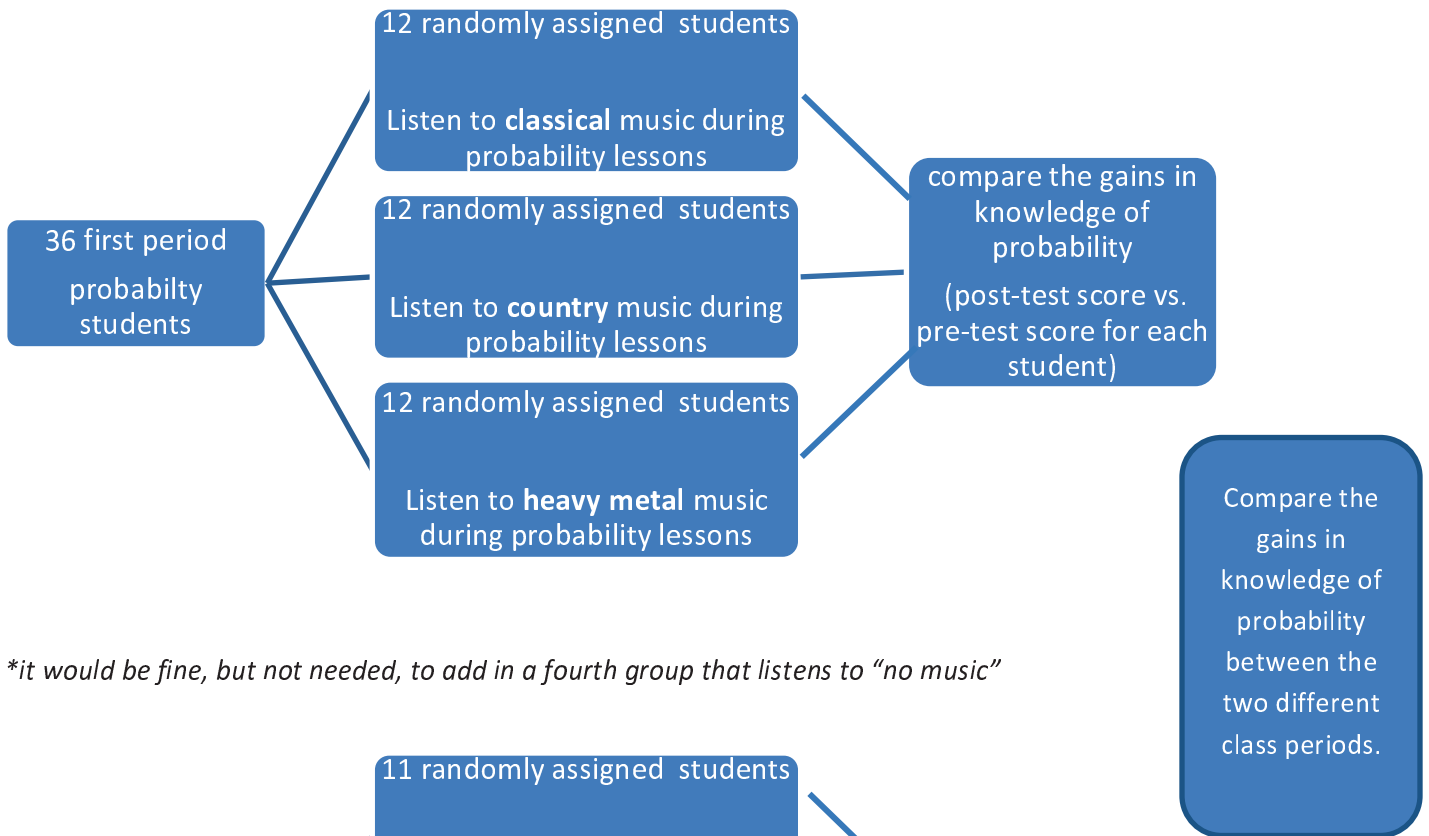 36 first period
probabilty
students
12 randomly assigned students
Listen to classical music during
probability lessons
12 randomly assigned students
Listen to country music during
probability lessons
12 randomly assigned students
Listen to heavy metal music
during probability lessons
compare the gains in
knowledge of
probability
(post-test score vs.
pre-test score for each
student)
Compare the
gains in
knowledge of
probability
between the
two different
class periods.
*it would be fine, but not needed, to add in a fourth group that listens to “no music”
11 randomly assigned students